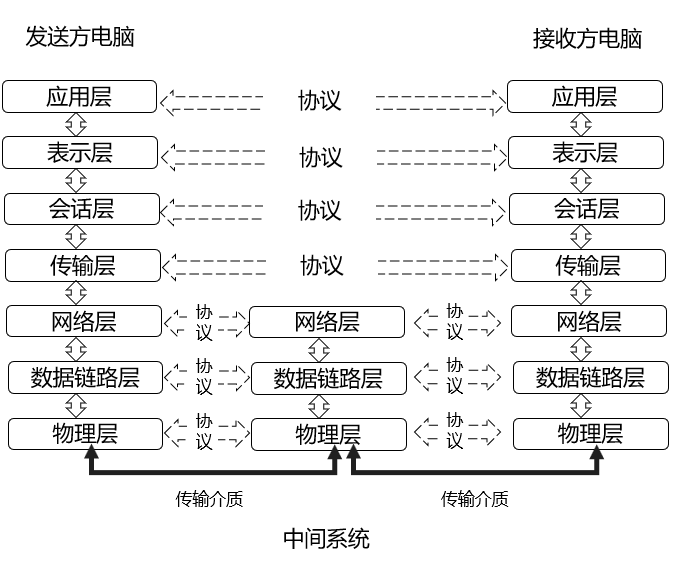 发送方电脑 接收方电脑
应用层 协议 应用层
表示层 协议 表示层
会话层 协议 会话层
传输层 协议 传输层
网络层 协议 网络层 协议 网络层
数据链路层 协议 数据链路层 协议 数据链路层
物理层 协议 物理层 协议 物理层
传输介质 传输介质
中间系统